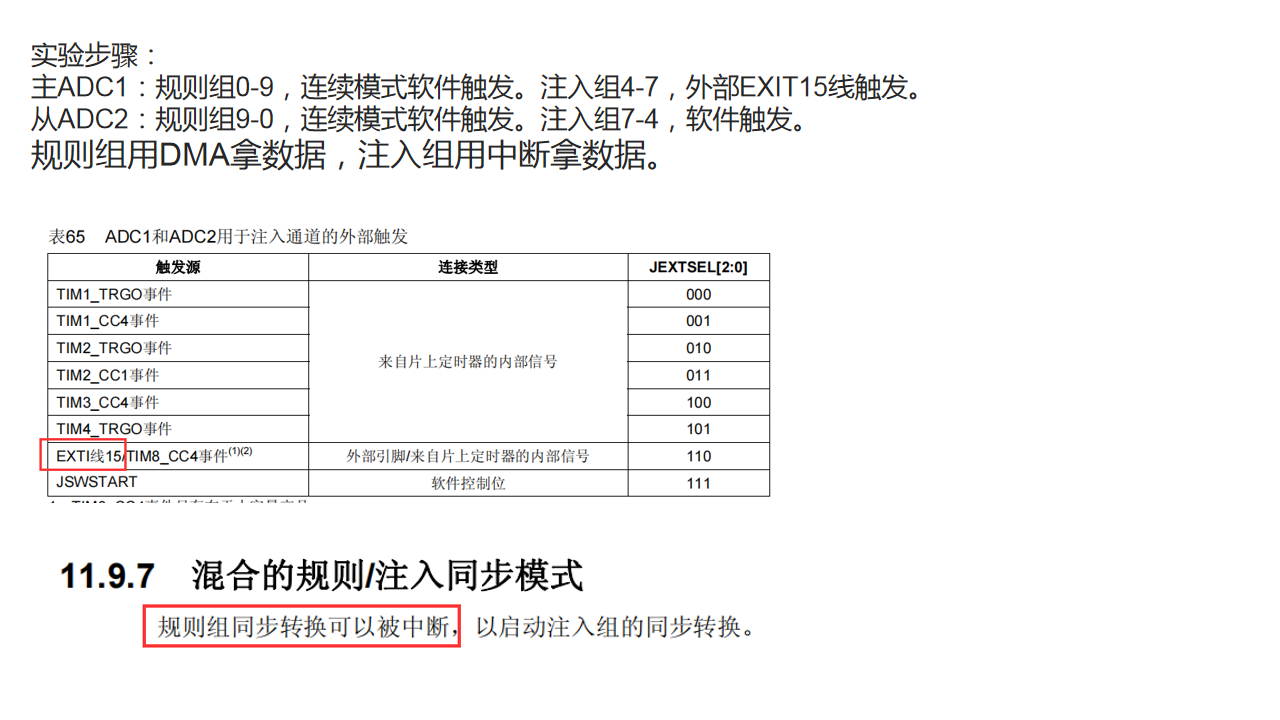 实验步骤：
主ADC1：规则组0-9，连续模式软件触发。注入组4-7，外部EXIT15线触发。
从ADC2：规则组9-0，连续模式软件触发。注入组7-4，软件触发。
规则组用DMA拿数据，注入组用中断拿数据。
表65 ADC1和ADC2用于注入通道的外部触发
触发源 连接类型 JEXTSEL[2:0]
TIM1_TRGO事件 000
TIM1_CC4事件 001
TIM2_TRGO事件 010
TIM2_CC1事件 011
来自片上定时器的内部信号
TIM3_CC4事件 100
TIM4_TRGO事件 101
EXTI线15/TIM8_CC4事件(1)(2) 外部引脚/来自片上定时器的内部信号 110
JSWSTART 软件控制位 111
11.9.7 混合的规则/注入同步模式
规则组同步转换可以被中断，以启动注入组的同步转换。